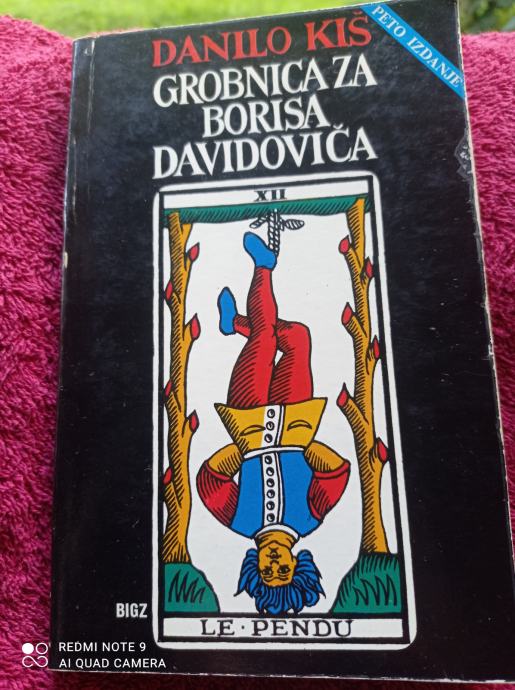 DANILO KIŠ
PETO IZDANJE
GROBNICA ZA
BORISA
DAVIDOVIČA
XII
BIGZ
LE·PENDU
REDMI NOTE 9
AI QUAD CAMERA